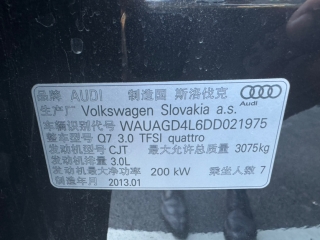 品牌 AUDI 制造国 斯洛伐克
Audi
生产厂 Volkswagen Slovakia a.s.
车辆识别代号 WAUAGD4L6DD021975
整车型号 Q7 3.0 TFSI quattro
发动机型号 CJT 最大允许总质量 3075kg
发动机排量 3.0L
发动机最大净功率 200 kW 乘坐人数 7
制造年月 2013.01